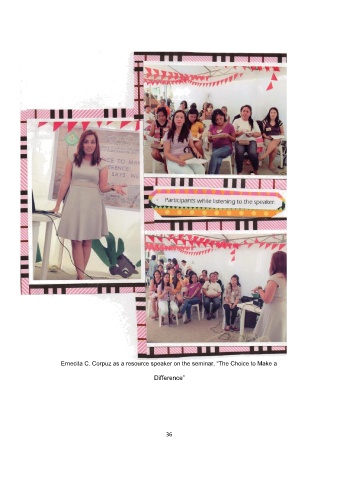 Participants while listening to the speaker.
Ernecita C. Corpuz as a resource speaker on the seminar, "The Choice to Make a
Difference"
36